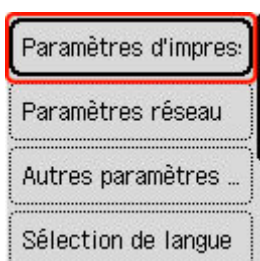 Paramètres d'impres
Paramètres réseau
Autres paramètres ...
Sélection de langue